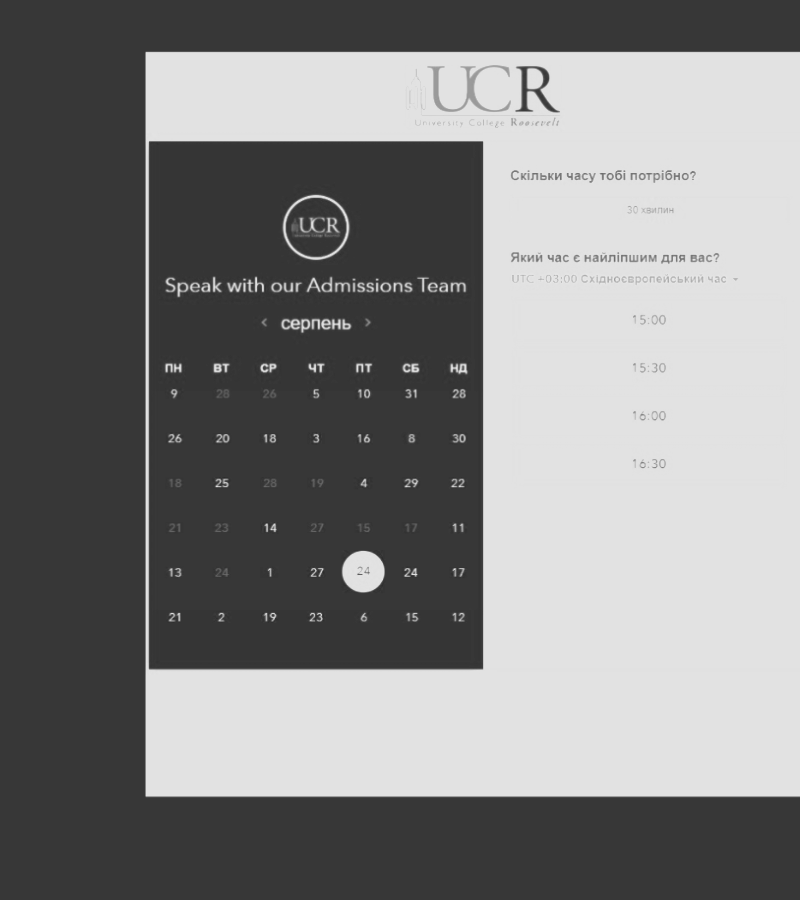 UCR
University College Roosevelt
UCR
Speak with our Admissions Team
‹ серпень ›
ПН ВТ СР ЧТ ПТ СБ НД
9 28 26 5 10 31 28
26 20 18 3 16 8 30
18 25 28 19 4 29 22
21 23 14 27 15 17 11
13 24 1 27 24 24 17
21 2 19 23 6 15 12
Скільки часу тобі потрібно?
30 хвилин
Який час є найліпшим для вас?
UTC +03:00 Східноєвропейський час
15:00
15:30
16:00
16:30